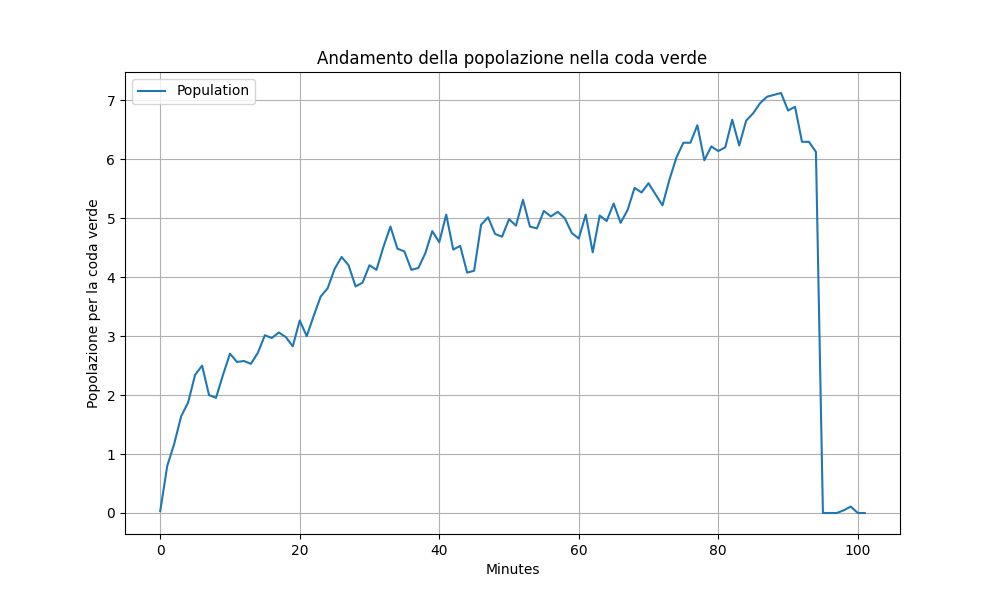 Andamento della popolazione nella coda verde
Population
Popolazione per la coda verde
7
6
5
4
3
2
1
0
0 20 40 60 80 100
Minutes